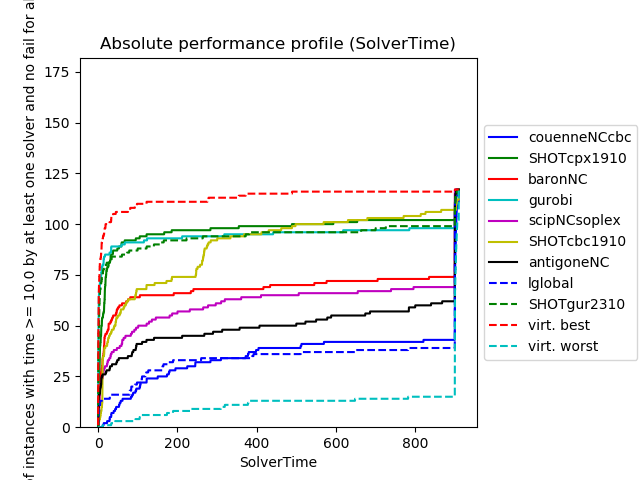 Absolute performance profile (SolverTime)
of instances with time >= 10.0 by at least one solver and no fail for
175
150
125
100
75
50
25
0
0
200
400
600
800
SolverTime
couenneNCcbc
SHOTcpx1910
baronNC
gurobi
scipNCsoplex
SHOTcbc1910
antigoneNC
lglobal
SHOTgur2310
virt. best
virt. worst